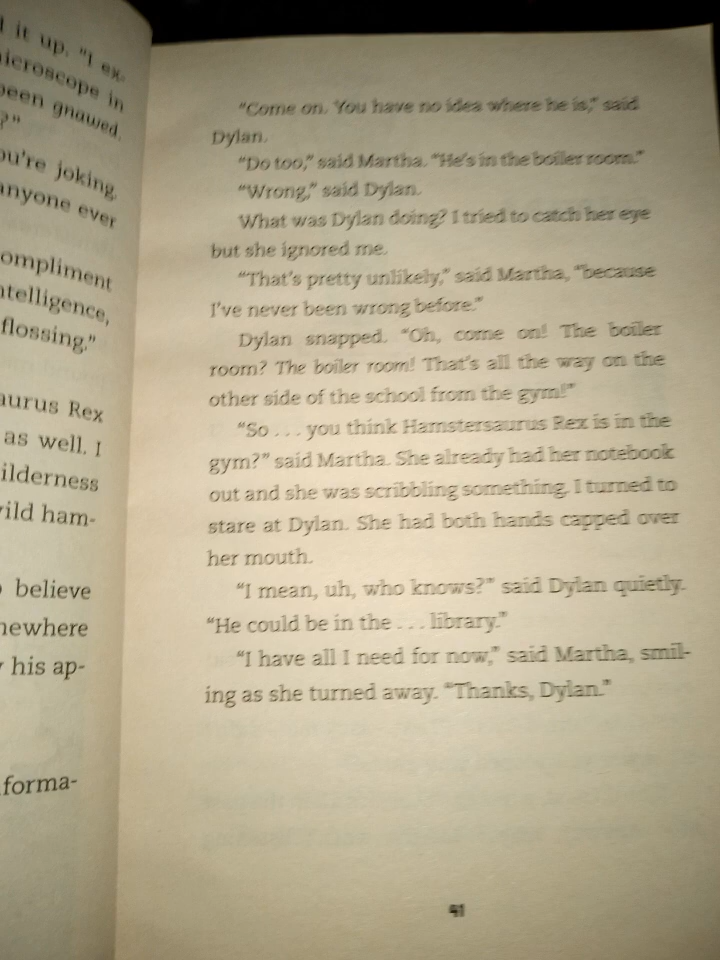 l it up. "I ex-
microscope in
been gnawed.
?"
ou're joking.
anyone ever
ompliment
ntelligence,
flossing."
aurus Rex
as well. I
ilderness
wild ham-
o believe
newhere
y his ap-
forma-
"Come on. You have no idea where he is," said
Dylan.
"Do too," said Martha. "He's in the boiler room."
"Wrong," said Dylan.
What was Dylan doing? I tried to catch her eye
but she ignored me.
"That's pretty unlikely," said Martha, "because
I've never been wrong before."
Dylan snapped. "Oh, come on! The boiler
room? The boiler room! That's all the way on the
other side of the school from the gym!"
"So . . . you think Hamstersaurus Rex is in the
gym?" said Martha. She already had her notebook
out and she was scribbling something. I turned to
stare at Dylan. She had both hands capped over
her mouth.
"I mean, uh, who knows?" said Dylan quietly.
"He could be in the . . . library."
"I have all I need for now," said Martha, smil-
ing as she turned away. "Thanks, Dylan."
91